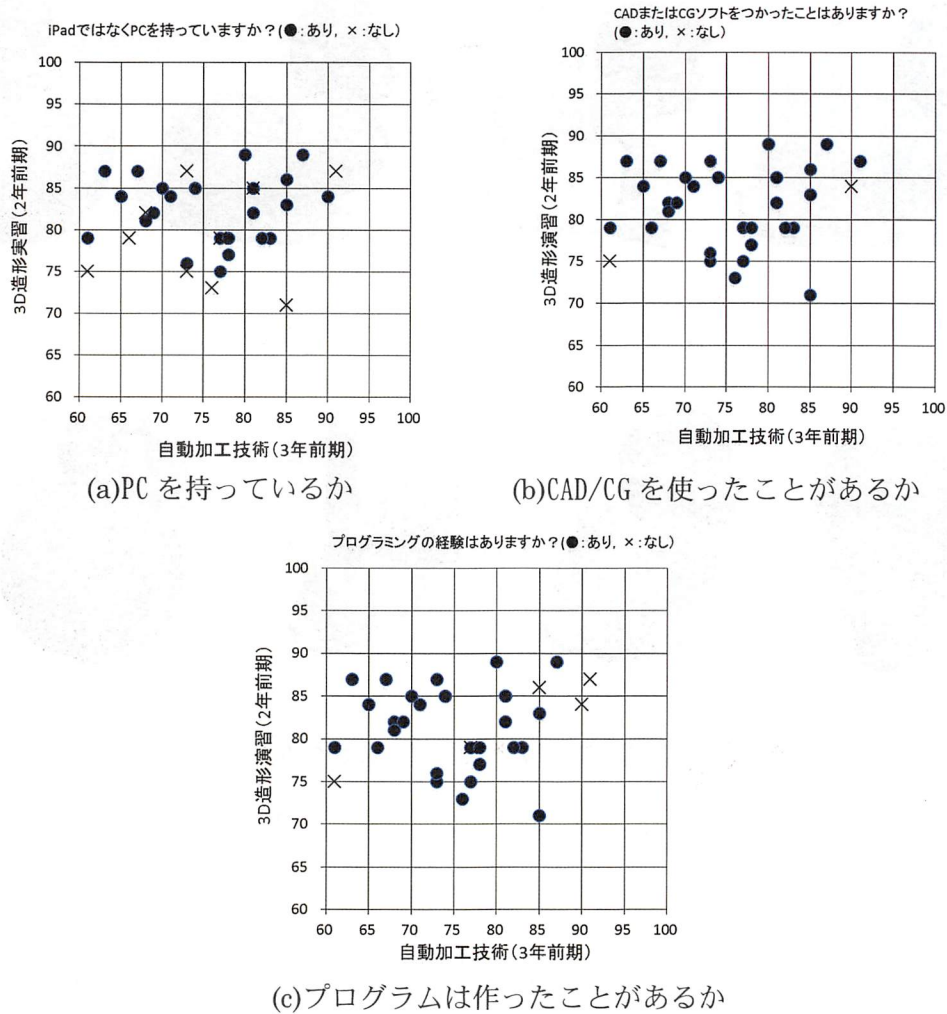 iPadではなくPCを持っていますか？(●：あり，×：なし)
100
95
90
85
80
75
70
65
60
3D造形実習(2年前期)
60 65 70 75 80 85 90 95 100
自動加工技術(3年前期)
(a)PC を持っているか
CADまたはCGソフトをつかったことはありますか？
(●：あり，×：なし)
100
95
90
85
80
75
70
65
60
3D造形演習(2年前期)
60 65 70 75 80 85 90 95 100
自動加工技術(3年前期)
(b)CAD/CG を使ったことがあるか
プログラミングの経験はありますか？(●：あり，×：なし)
100
95
90
85
80
75
70
65
60
3D造形演習(2年前期)
60 65 70 75 80 85 90 95 100
自動加工技術(3年前期)
(c)プログラムは作ったことがあるか